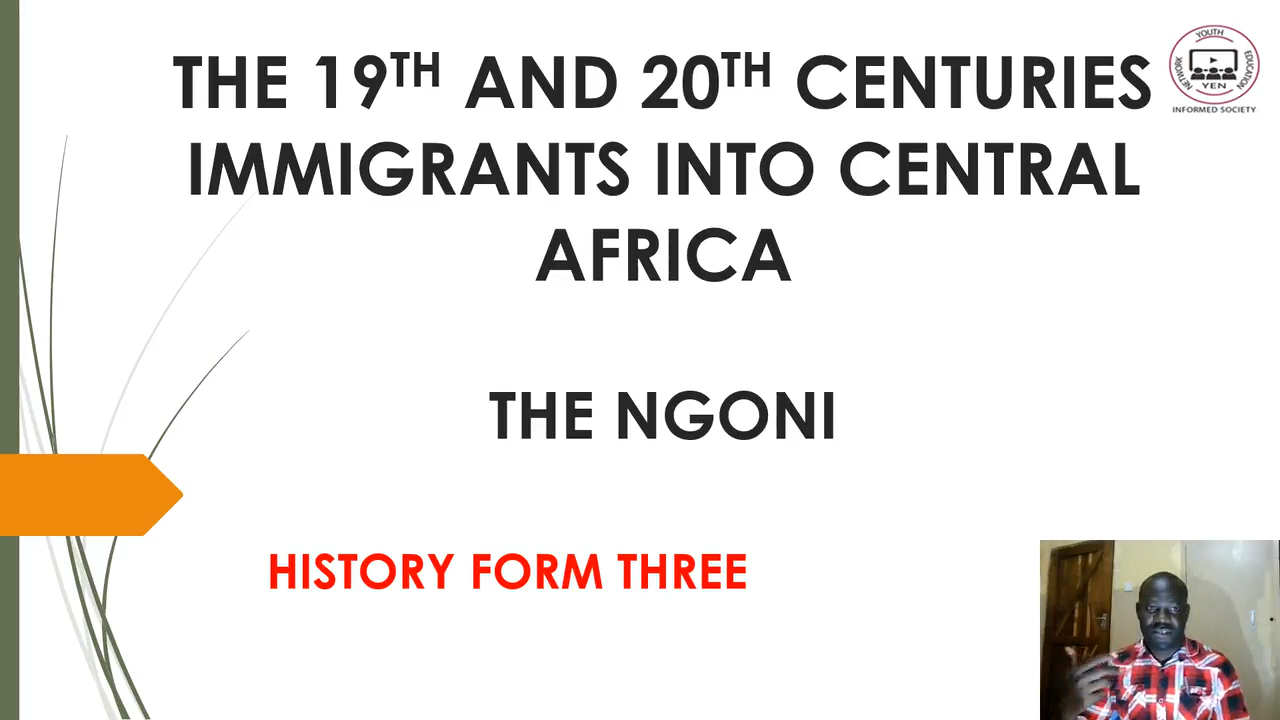 THE 19TH AND 20TH CENTURIES
IMMIGRANTS INTO CENTRAL
AFRICA
THE NGONI
HISTORY FORM THREE
YOUTH
EDUCATION
NETWORK
YEN
INFORMED SOCIETY